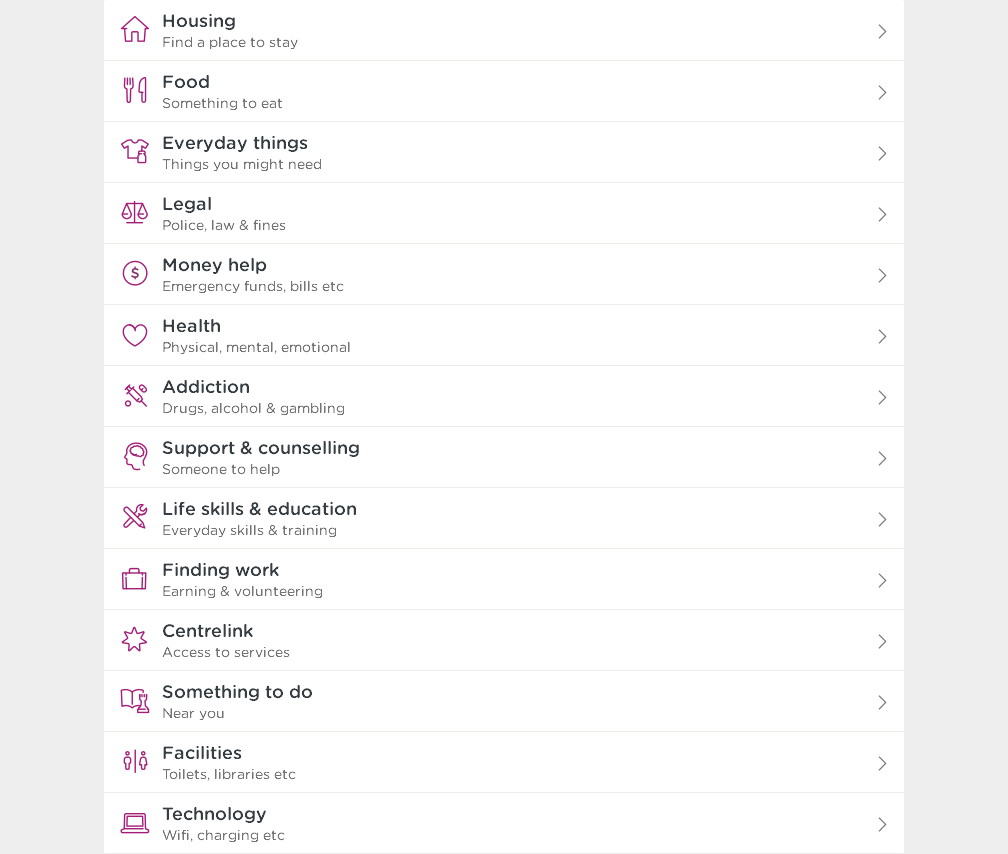 Housing
Find a place to stay
Food
Something to eat
Everyday things
Things you might need
Legal
Police, law & fines
Money help
Emergency funds, bills etc
Health
Physical, mental, emotional
Addiction
Drugs, alcohol & gambling
Support & counselling
Someone to help
Life skills & education
Everyday skills & training
Finding work
Earning & volunteering
Centrelink
Access to services
Something to do
Near you
Facilities
Toilets, libraries etc
Technology
Wifi, charging etc